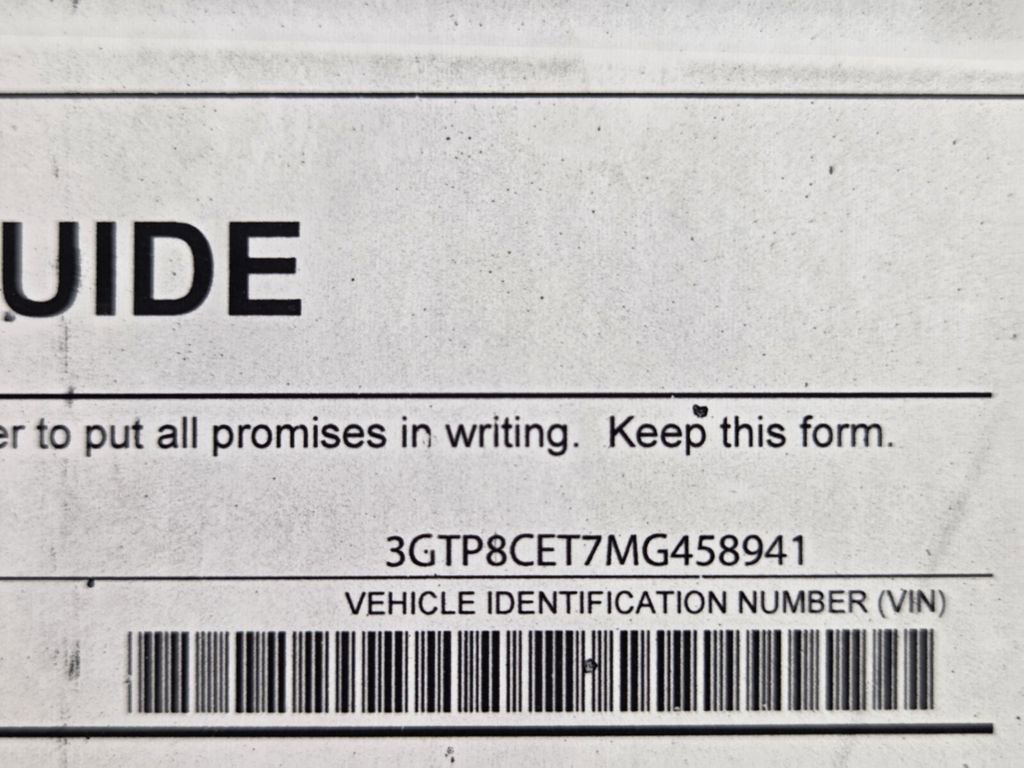 UIDE
er to put all promises in writing. Keep this form.
3GTP8CET7MG458941
VEHICLE IDENTIFICATION NUMBER (VIN)